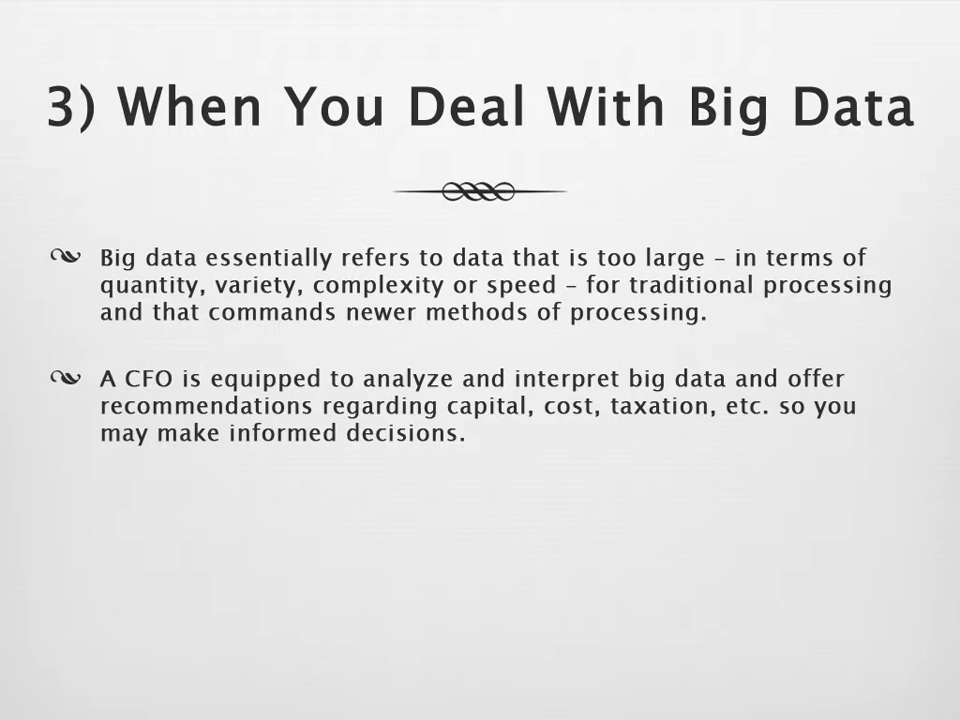 3) When You Deal With Big Data
Big data essentially refers to data that is too large – in terms of
quantity, variety, complexity or speed – for traditional processing
and that commands newer methods of processing.
A CFO is equipped to analyze and interpret big data and offer
recommendations regarding capital, cost, taxation, etc. so you
may make informed decisions.